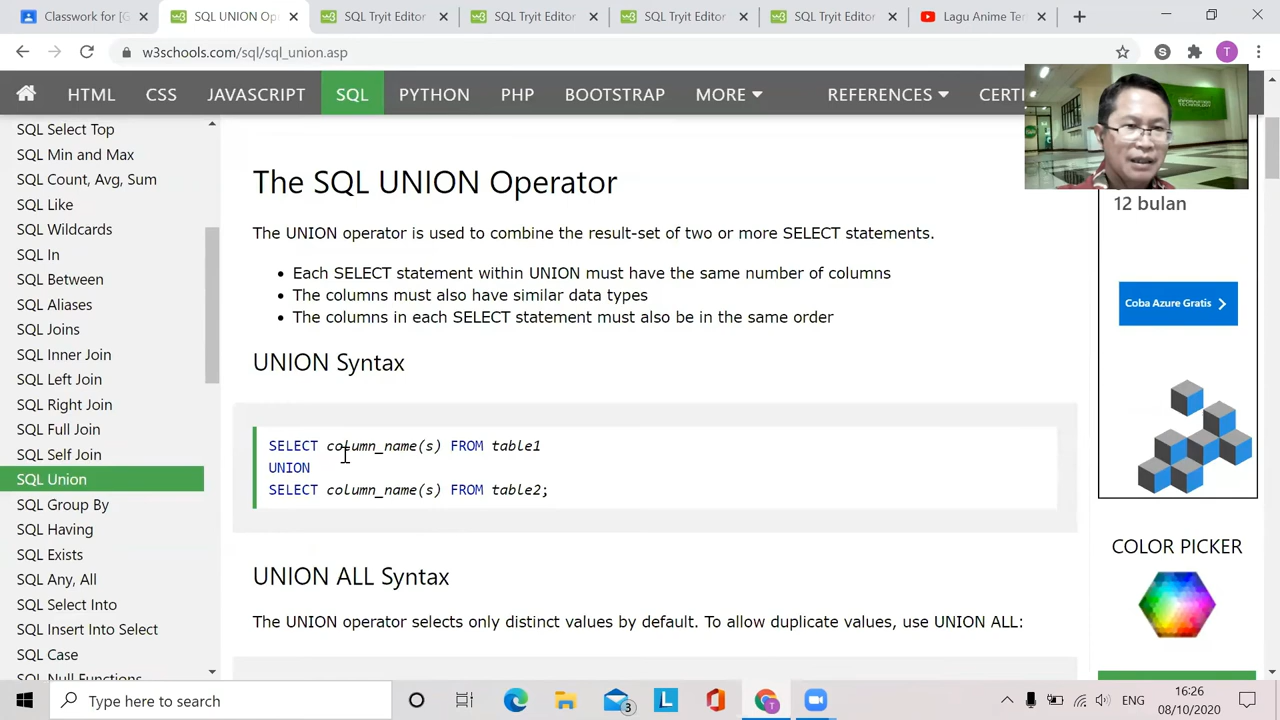 Classwork for [G
SQL UNION Op
SQL Tryit Editor
SQL Tryit Editor
SQL Tryit Editor
SQL Tryit Editor
Lagu Anime Ter
w3schools.com/sql/sql_union.asp
S
T
HTML
CSS
JAVASCRIPT
SQL
PYTHON
PHP
BOOTSTRAP
MORE
REFERENCES
CERTI
SQL Select Top
SQL Min and Max
SQL Count, Avg, Sum
SQL Like
SQL Wildcards
SQL In
SQL Between
SQL Aliases
SQL Joins
SQL Inner Join
SQL Left Join
SQL Right Join
SQL Full Join
SQL Self Join
SQL Union
SQL Group By
SQL Having
SQL Exists
SQL Any, All
SQL Select Into
SQL Insert Into Select
SQL Case
SQL Null Functions
The SQL UNION Operator
The UNION operator is used to combine the result-set of two or more SELECT statements.
• Each SELECT statement within UNION must have the same number of columns
• The columns must also have similar data types
• The columns in each SELECT statement must also be in the same order
UNION Syntax
SELECT column_name(s) FROM table1
UNION
SELECT column_name(s) FROM table2;
UNION ALL Syntax
The UNION operator selects only distinct values by default. To allow duplicate values, use UNION ALL:
12 bulan
Coba Azure Gratis
COLOR PICKER
Type here to search
3
L
T
ENG
16:26
08/10/2020